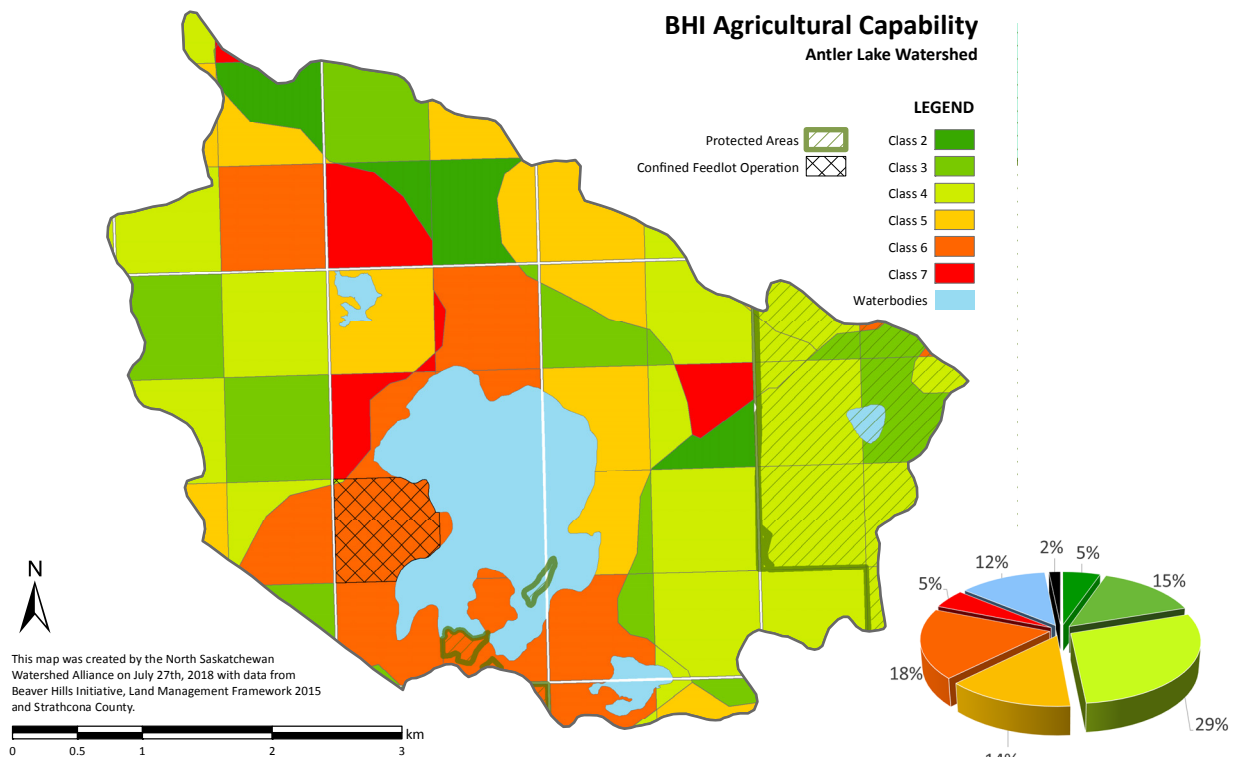 BHI Agricultural Capability
Antler Lake Watershed
LEGEND
Protected Areas
Confined Feedlot Operation
Class 2
Class 3
Class 4
Class 5
Class 6
Class 7
Waterbodies
N
This map was created by the North Saskatchewan
Watershed Alliance on July 27th, 2018 with data from
Beaver Hills Initiative, Land Management Framework 2015
and Strathcona County.
km
0 0.5 1 2 3
2%
5%
12%
15%
5%
18%
29%
14%